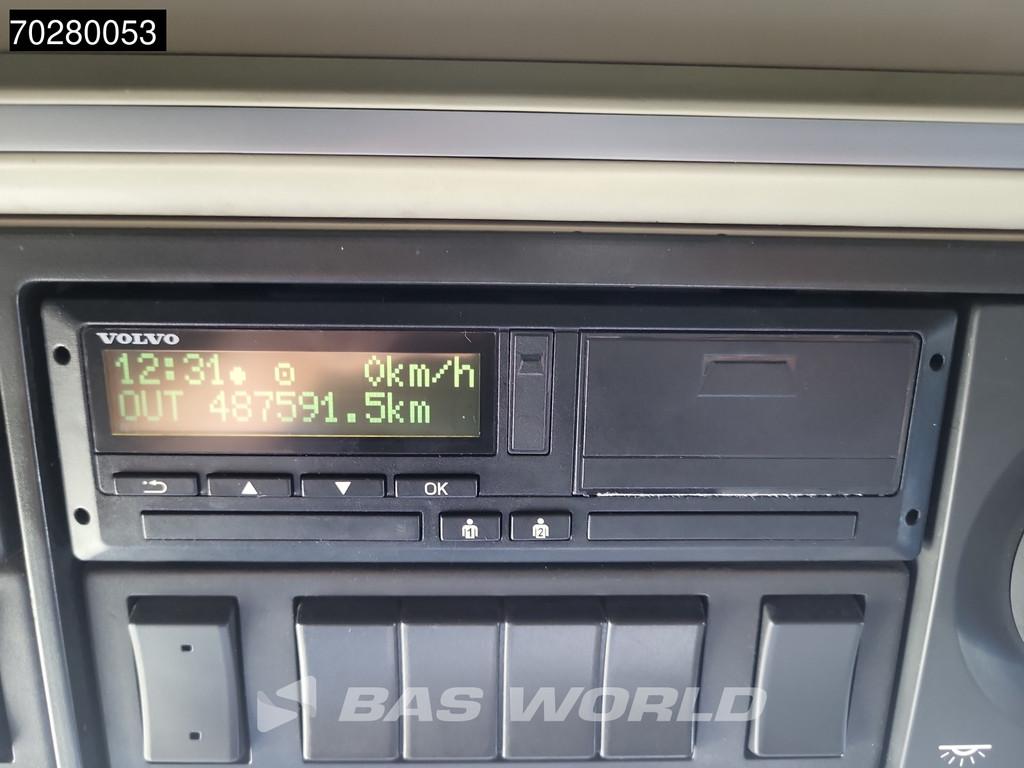 70280053
VOLVO
12:31 0km/h
OUT 487591.5km
OK
1 2
BAS WORLD